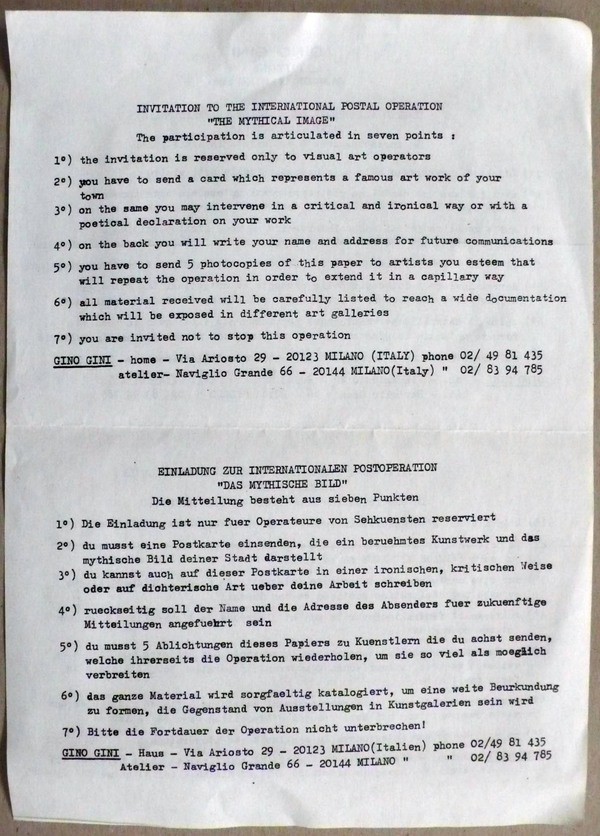 INVITATION TO THE INTERNATIONAL POSTAL OPERATION
"THE MYTHICAL IMAGE"
The participation is articulated in seven points :
1º) the invitation is reserved only to visual art operators
2º) you have to send a card which represents a famous art work of your
town
3º) on the same you may intervene in a critical and ironical way or with a
poetical declaration on your work
4º) on the back you will write your name and address for future communications
5º) you have to send 5 photocopies of this paper to artists you esteem that
will repeat the operation in order to extend it in a capillary way
6º) all material received will be carefully listed to reach a wide documentation
which will be exposed in different art galleries
7º) you are invited not to stop this operation
GINO GINI - home - Via Ariosto 29 - 20123 MILANO (ITALY) phone 02/ 49 81 435
atelier- Naviglio Grande 66 - 20144 MILANO(Italy) " 02/ 83 94 785
EINLADUNG ZUR INTERNATIONALEN POSTOPERATION
"DAS MYTHISCHE BILD"
Die Mitteilung besteht aus sieben Punkten
1º) Die Einladung ist nur fuer Operateure von Sehkuensten reserviert
2º) du musst eine Postkarte einsenden, die ein beruehmtes Kunstwerk und das
mythische Bild deiner Stadt darstellt
3º) du kannst auch auf dieser Postkarte in einer ironischen, kritischen Weise
oder auf dichterische Art ueber deine Arbeit schreiben
4º) rueckseitig soll der Name und die Adresse des Absenders fuer zukuenftige
Mitteilungen angefuehrt sein
5º) du musst 5 Ablichtungen dieses Papiers zu Kuenstlern die du achst senden,
welche ihrerseits die Operation wiederholen, um sie so viel als moeglich
verbreiten
6º) das ganze Material wird sorgfaeltig katalogiert, um eine weite Beurkundung
zu formen, die Gegenstand von Ausstellungen in Kunstgalerien sein wird
7º) Bitte die Fortdauer der Operation nicht unterbrechen!
GINO GINI - Haus - Via Ariosto 29 - 20123 MILANO(Italien) phone 02/49 81 435
Atelier - Naviglio Grande 66 - 20144 MILANO " " 02/ 83 94 785